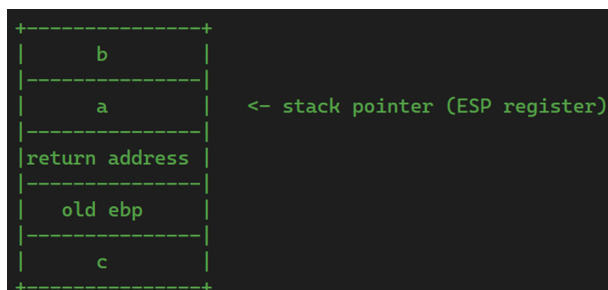 +---------------+
|       b       |
|---------------|
|       a       |   <- stack pointer (ESP register)
|---------------|
|return address |
|---------------|
|   old ebp     |
|---------------|
|       c       |
+---------------+